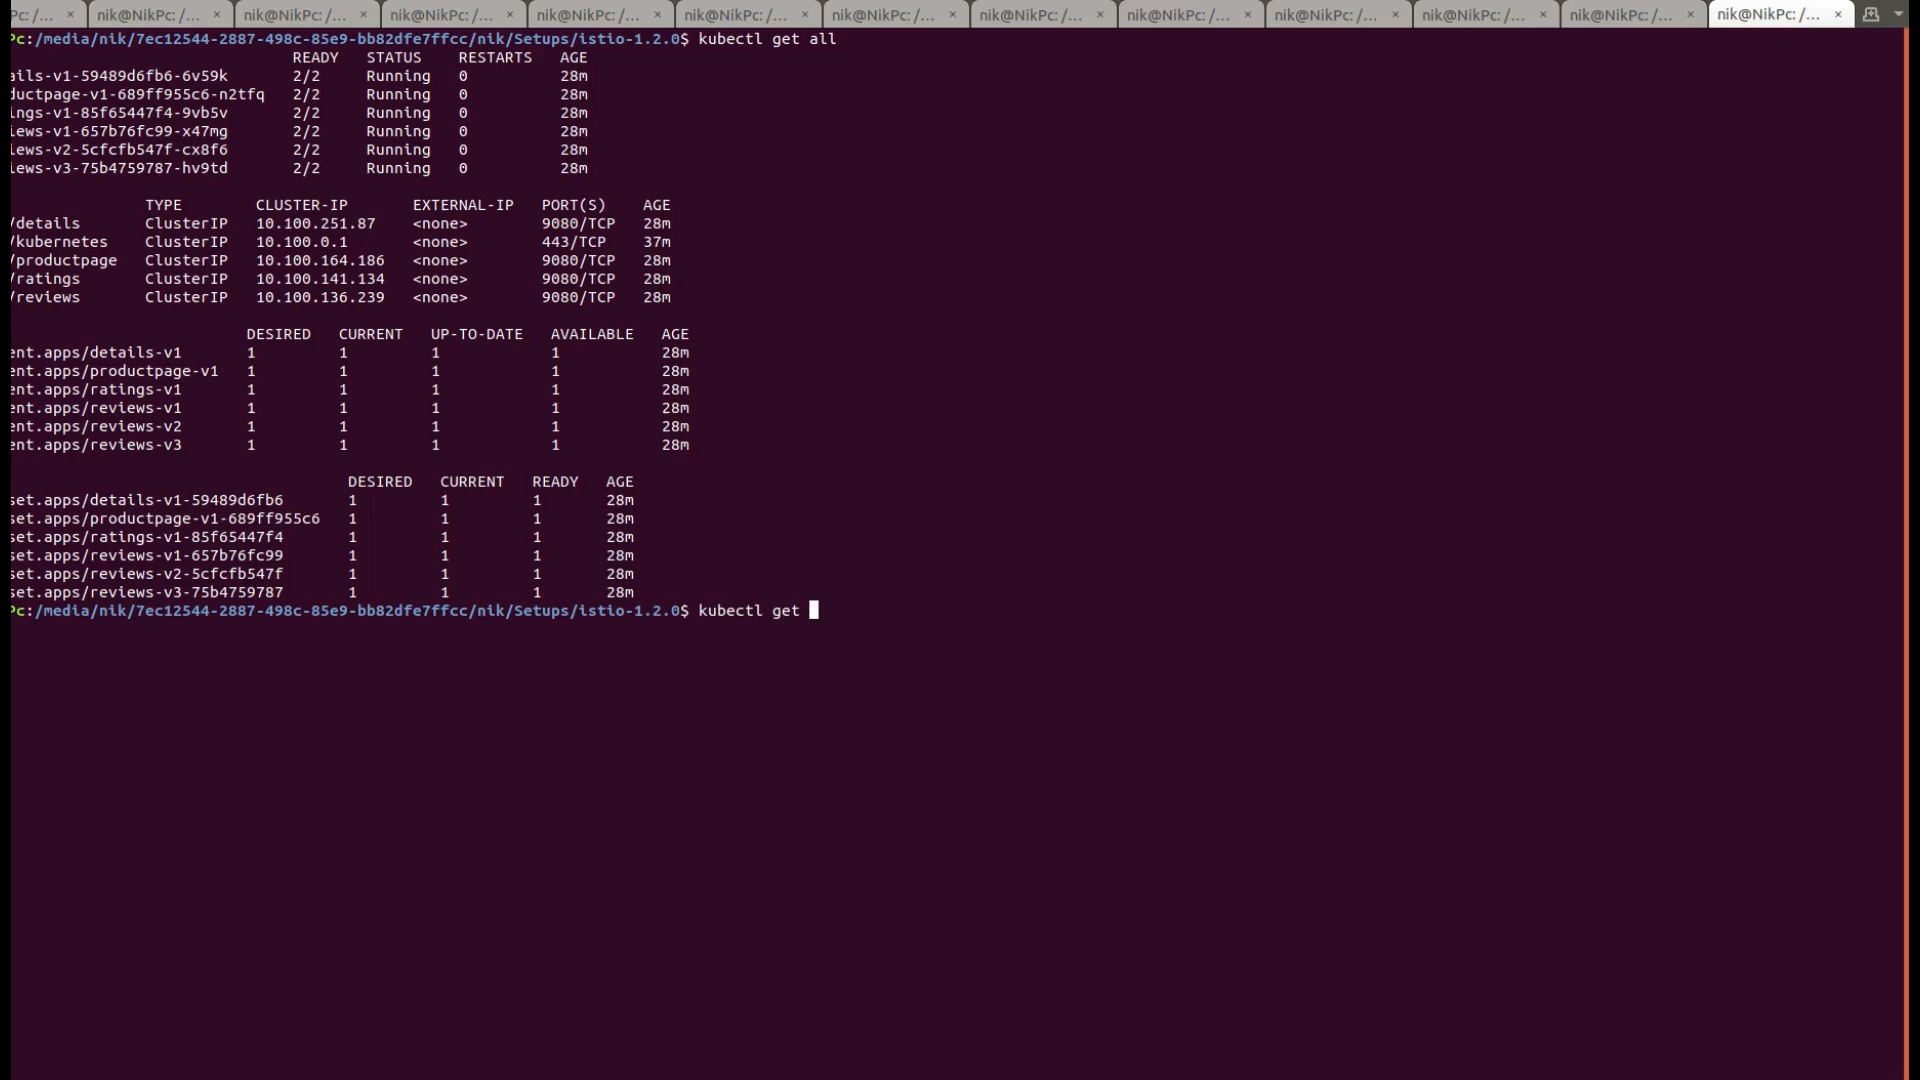 Pc: /... × nik@NikPc: /... × nik@NikPc: /... × nik@NikPc: /... × nik@NikPc: /... × nik@NikPc: /... × nik@NikPc: /... × nik@NikPc: /... × nik@NikPc: /... × nik@NikPc: /... × nik@NikPc: /... × nik@NikPc: /... × nik@NikPc: /... ×
Pc:/media/nik/7ec12544-2887-498c-85e9-bb82dfe7ffcc/nik/Setups/istio-1.2.0$ kubectl get all
READY STATUS RESTARTS AGE
ails-v1-59489d6fb6-6v59k 2/2 Running 0 28m
ductpage-v1-689ff955c6-n2tfq 2/2 Running 0 28m
ings-v1-85f65447f4-9vb5v 2/2 Running 0 28m
iews-v1-657b76fc99-x47mg 2/2 Running 0 28m
iews-v2-5cfcfb547f-cx8f6 2/2 Running 0 28m
iews-v3-75b4759787-hv9td 2/2 Running 0 28m
TYPE CLUSTER-IP EXTERNAL-IP PORT(S) AGE
/details ClusterIP 10.100.251.87 <none> 9080/TCP 28m
/kubernetes ClusterIP 10.100.0.1 <none> 443/TCP 37m
/productpage ClusterIP 10.100.164.186 <none> 9080/TCP 28m
/ratings ClusterIP 10.100.141.134 <none> 9080/TCP 28m
/reviews ClusterIP 10.100.136.239 <none> 9080/TCP 28m
DESIRED CURRENT UP-TO-DATE AVAILABLE AGE
ent.apps/details-v1 1 1 1 1 28m
ent.apps/productpage-v1 1 1 1 1 28m
ent.apps/ratings-v1 1 1 1 1 28m
ent.apps/reviews-v1 1 1 1 1 28m
ent.apps/reviews-v2 1 1 1 1 28m
ent.apps/reviews-v3 1 1 1 1 28m
DESIRED CURRENT READY AGE
set.apps/details-v1-59489d6fb6 1 1 1 28m
set.apps/productpage-v1-689ff955c6 1 1 1 28m
set.apps/ratings-v1-85f65447f4 1 1 1 28m
set.apps/reviews-v1-657b76fc99 1 1 1 28m
set.apps/reviews-v2-5cfcfb547f 1 1 1 28m
set.apps/reviews-v3-75b4759787 1 1 1 28m
Pc:/media/nik/7ec12544-2887-498c-85e9-bb82dfe7ffcc/nik/Setups/istio-1.2.0$ kubectl get